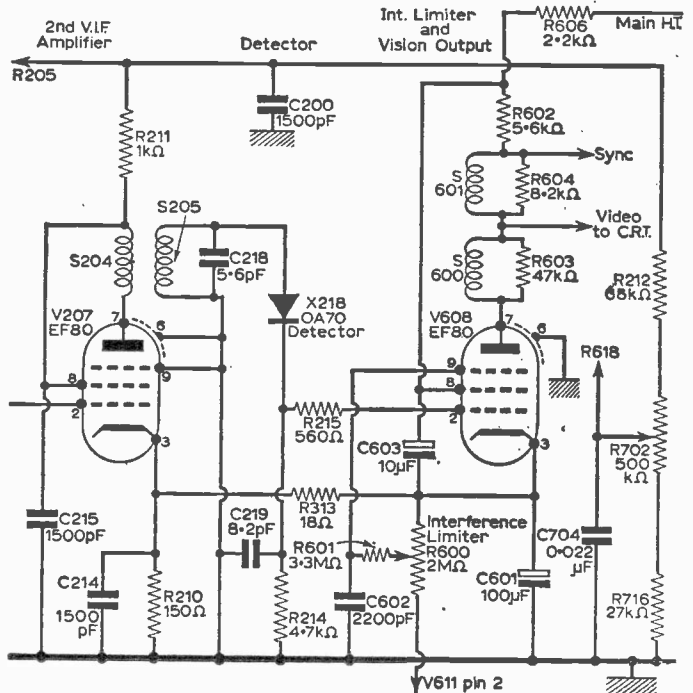 2nd V.I.F.
Amplifier
R205
Detector
Int. Limiter
and
Vision Output
R606
2·2kΩ
Main H.T.
C200
1500pF
R211
1kΩ
R602
5·6kΩ
Sync
S
601
R604
8·2kΩ
Video
to C.R.T.
S205
S204
C218
5·6pF
S
600
R603
47kΩ
R212
68kΩ
X218
OA70
Detector
V207
EF80
7
6
8
9
2
3
V608
EF80
7
6
9
8
2
3
R618
R215
560Ω
R702
500
kΩ
C603
10µF
C215
1500pF
C219
8·2pF
R313
18Ω
Interference
Limiter
R600
2MΩ
R601
3·3MΩ
C704
0·022
µF
C214
1500
pF
R210
150Ω
R214
4·7kΩ
C602
2200pF
C601
100µF
R716
27kΩ
V611 pin 2